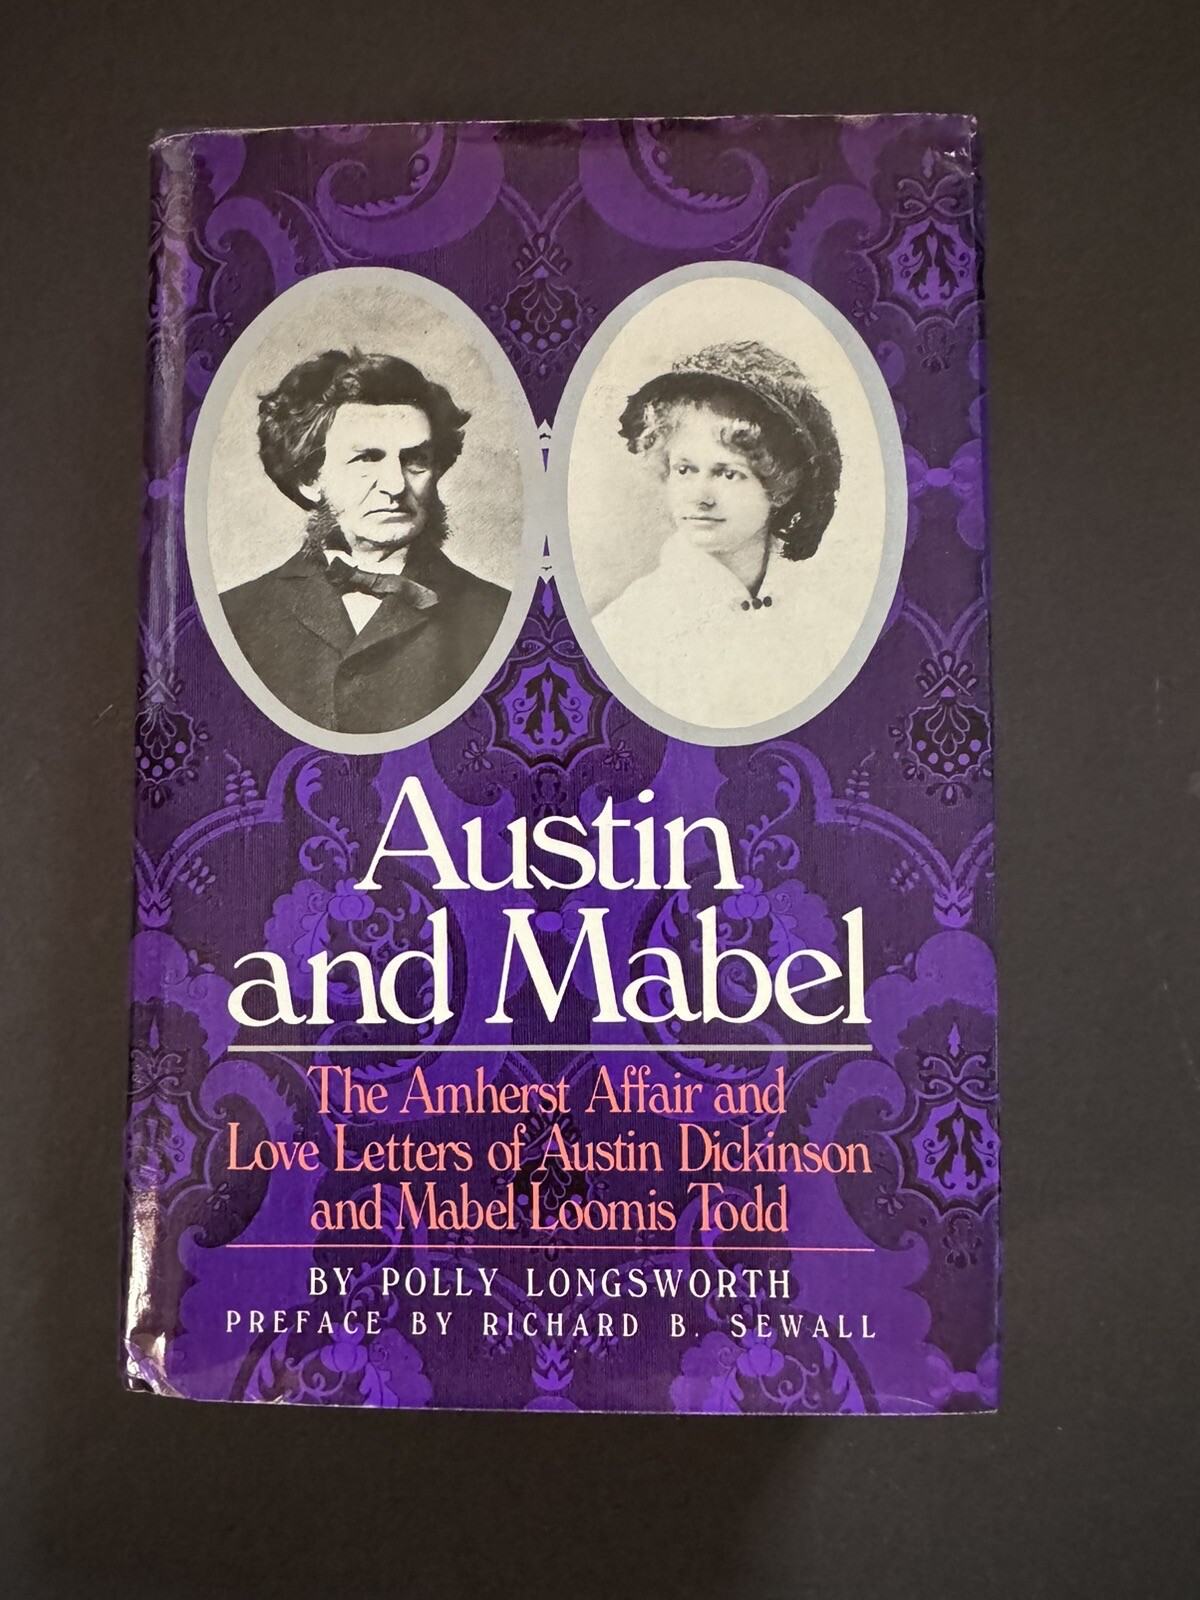 Austin
and Mabel
The Amherst Affair and
Love Letters of Austin Dickinson
and Mabel Loomis Todd
BY POLLY LONGSWORTH
PREFACE BY RICHARD B. SEWALL